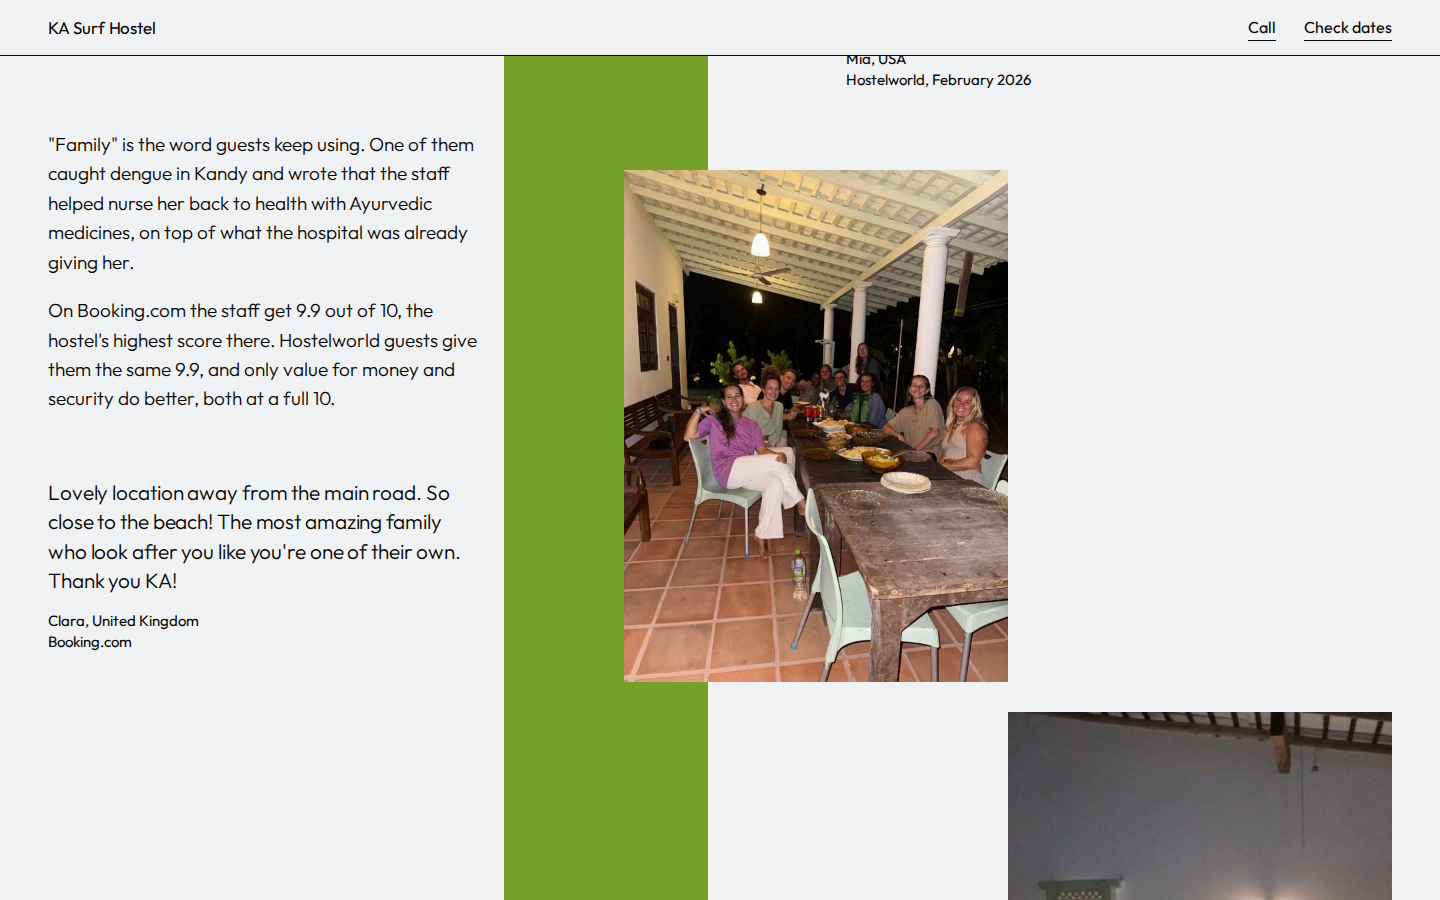 KA Surf Hostel
Call
Check dates
Mia, USA
Hostelworld, February 2026
"Family" is the word guests keep using. One of them
caught dengue in Kandy and wrote that the staff
helped nurse her back to health with Ayurvedic
medicines, on top of what the hospital was already
giving her.
On Booking.com the staff get 9.9 out of 10, the
hostel's highest score there. Hostelworld guests give
them the same 9.9, and only value for money and
security do better, both at a full 10.
Lovely location away from the main road. So
close to the beach! The most amazing family
who look after you like you're one of their own.
Thank you KA!
Clara, United Kingdom
Booking.com